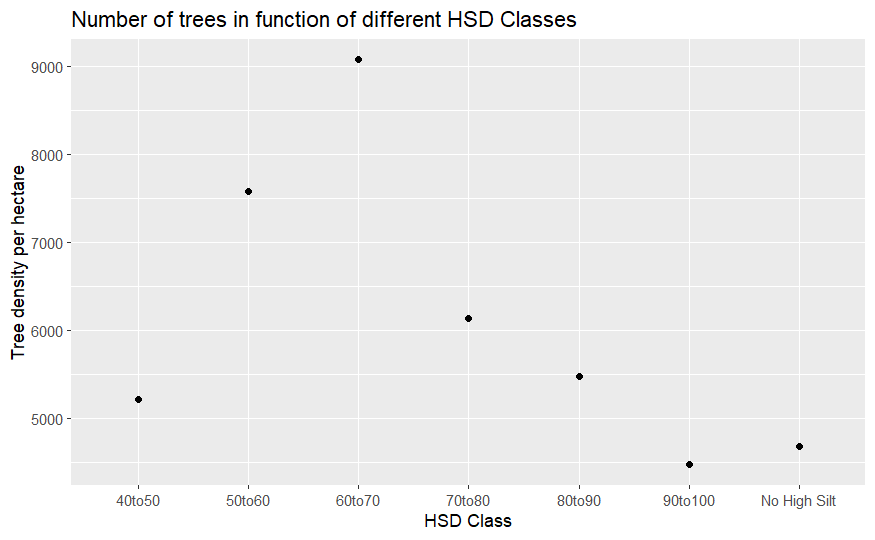 Number of trees in function of different HSD Classes
Tree density per hectare
9000
8000
7000
6000
5000
40to50 50to60 60to70 70to80 80to90 90to100 No High Silt
HSD Class